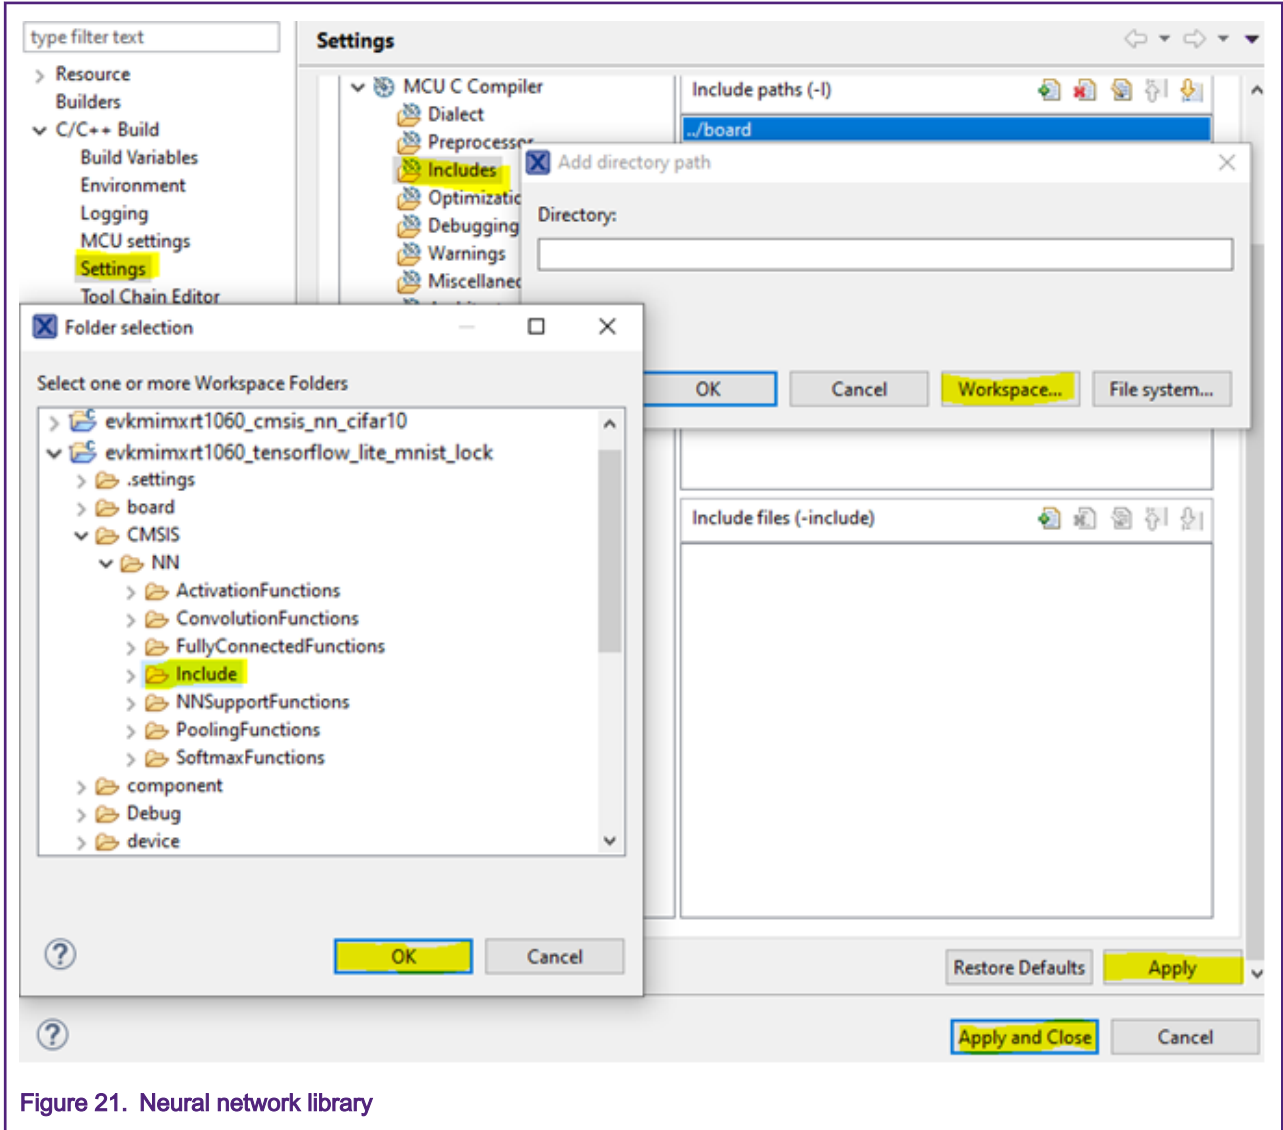 type filter text
Settings
Resource
Builders
C/C++ Build
Build Variables
Environment
Logging
MCU settings
Settings
Tool Chain Editor
MCU C Compiler
Dialect
Preprocessor
Includes
Optimizatic
Debugging
Warnings
Miscellanec
Include paths (-I)
../board
Add directory path
Directory:
OK
Cancel
Workspace...
File system...
Folder selection
Select one or more Workspace Folders
evkmimxrt1060_cmsis_nn_cifar10
evkmimxrt1060_tensorflow_lite_mnist_lock
.settings
board
CMSIS
NN
ActivationFunctions
ConvolutionFunctions
FullyConnectedFunctions
Include
NNSupportFunctions
PoolingFunctions
SoftmaxFunctions
component
Debug
device
OK
Cancel
Include files (-include)
Restore Defaults
Apply
Apply and Close
Cancel
Figure 21. Neural network library